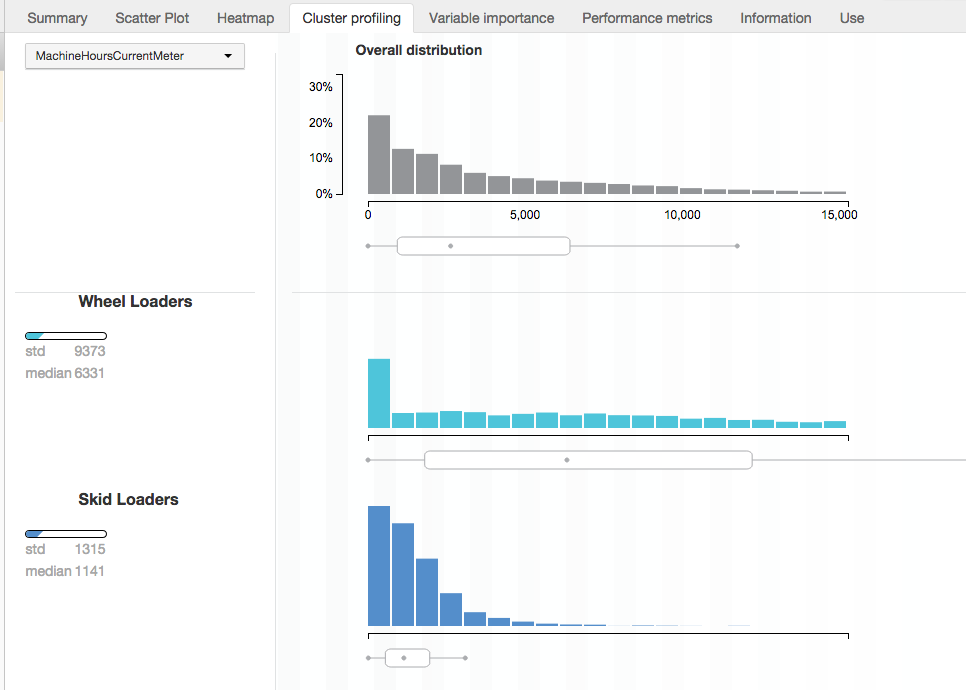 Summary Scatter Plot Heatmap Cluster profiling Variable importance Performance metrics Information Use
MachineHoursCurrentMeter
Overall distribution
30%
20%
10%
0%
0 5,000 10,000 15,000
Wheel Loaders
std 9373
median 6331
Skid Loaders
std 1315
median 1141